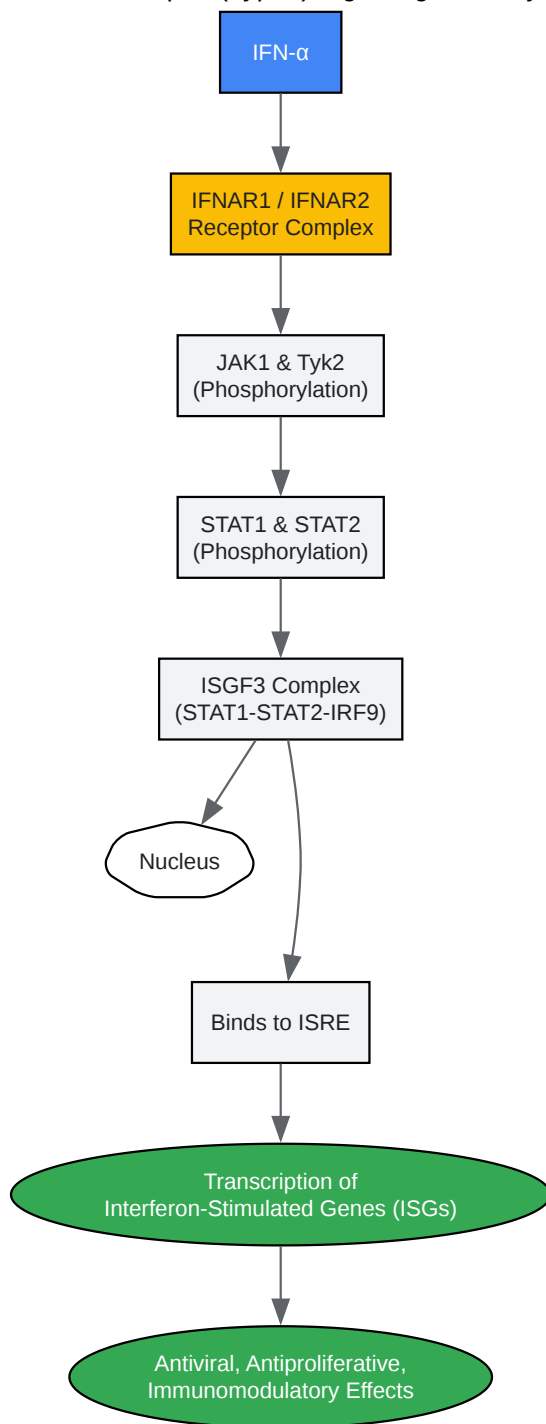 IFN-α
IFNAR1 / IFNAR2
Receptor Complex
JAK1 & Tyk2
(Phosphorylation)
STAT1 & STAT2
(Phosphorylation)
ISGF3 Complex
(STAT1-STAT2-IRF9)
Nucleus
Binds to ISRE
Transcription of
Interferon-Stimulated Genes (ISGs)
Antiviral, Antiproliferative,
Immunomodulatory Effects